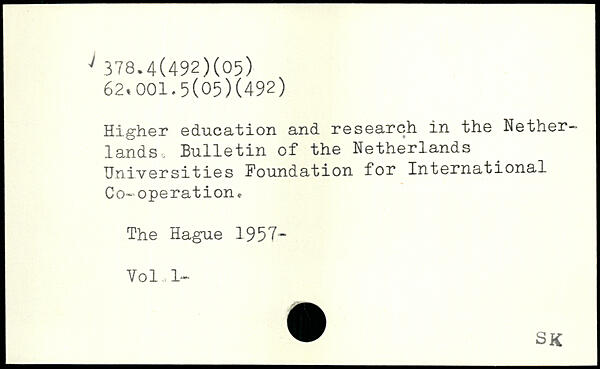 378.4(492)(05)
62.001.5(05)(492)
Higher education and research in the Nether-
lands. Bulletin of the Netherlands
Universities Foundation for International
Co-operation.
The Hague 1957-
Vol.1-
SK